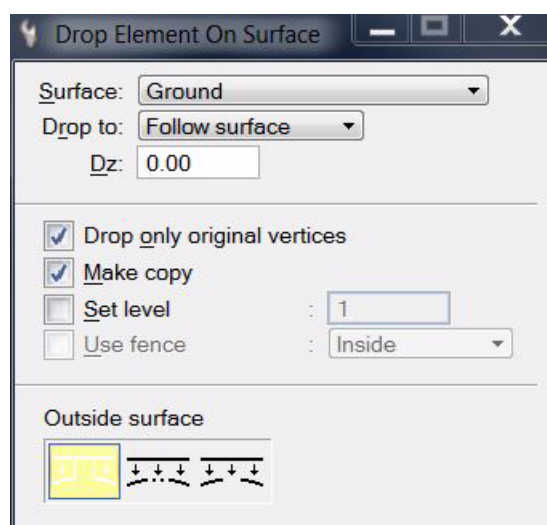 Drop Element On Surface
Surface: Ground
Drop to: Follow surface
Dz: 0.00
Drop only original vertices
Make copy
Set level : 1
Use fence : Inside
Outside surface